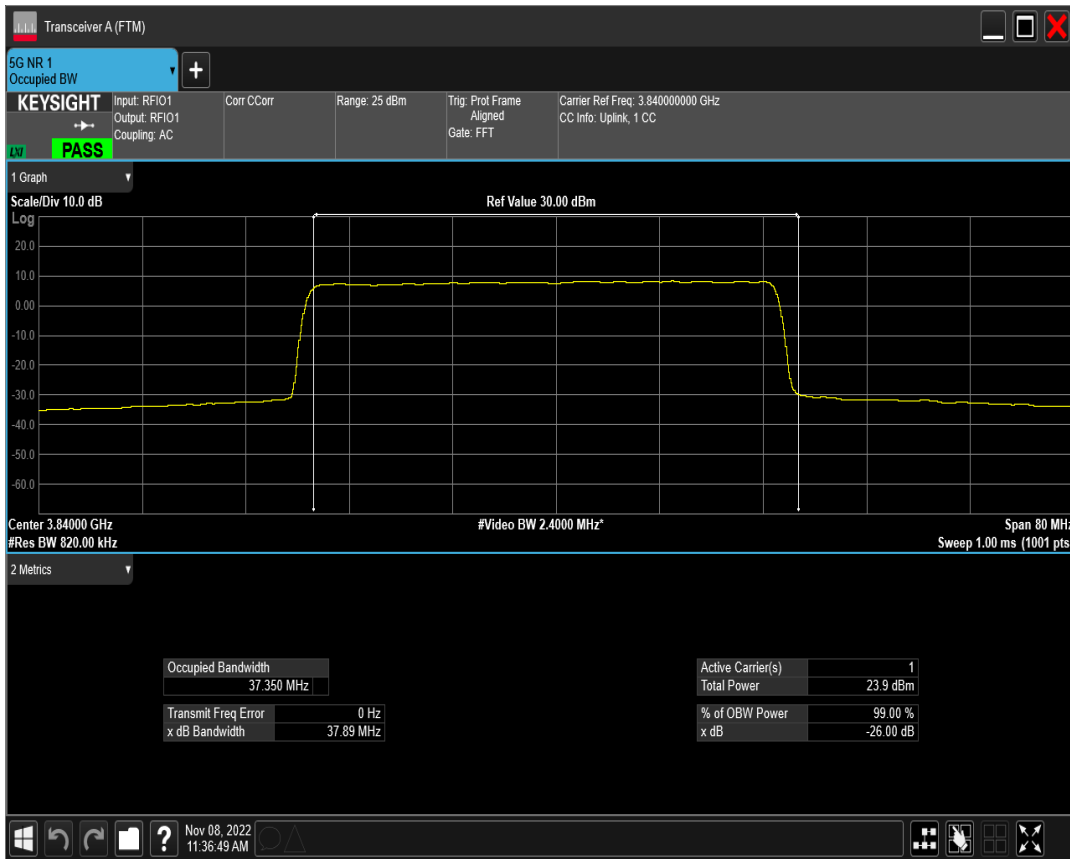 Transceiver A (FTM)
5G NR 1
Occupied BW
+
KEYSIGHT
LXI
PASS
Input: RFIO1
Output: RFIO1
Coupling: AC
Corr CCorr
Range: 25 dBm
Trig: Prot Frame
Aligned
Gate: FFT
Carrier Ref Freq: 3.840000000 GHz
CC Info: Uplink, 1 CC
1 Graph
Scale/Div 10.0 dB
Ref Value 30.00 dBm
Log
20.0
10.0
0.00
-10.0
-20.0
-30.0
-40.0
-50.0
-60.0
Center 3.84000 GHz
#Video BW 2.4000 MHz*
Span 80 MHz
#Res BW 820.00 kHz
Sweep 1.00 ms (1001 pts
2 Metrics
Occupied Bandwidth
37.350 MHz
Transmit Freq Error 0 Hz
x dB Bandwidth 37.89 MHz
Active Carrier(s) 1
Total Power 23.9 dBm
% of OBW Power 99.00 %
x dB -26.00 dB
?
Nov 08, 2022
11:36:49 AM